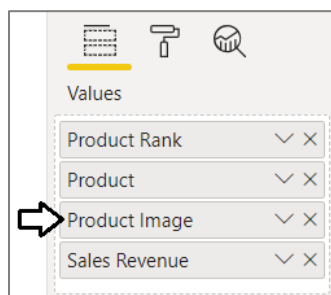 Values
Product Rank
Product
Product Image
Sales Revenue